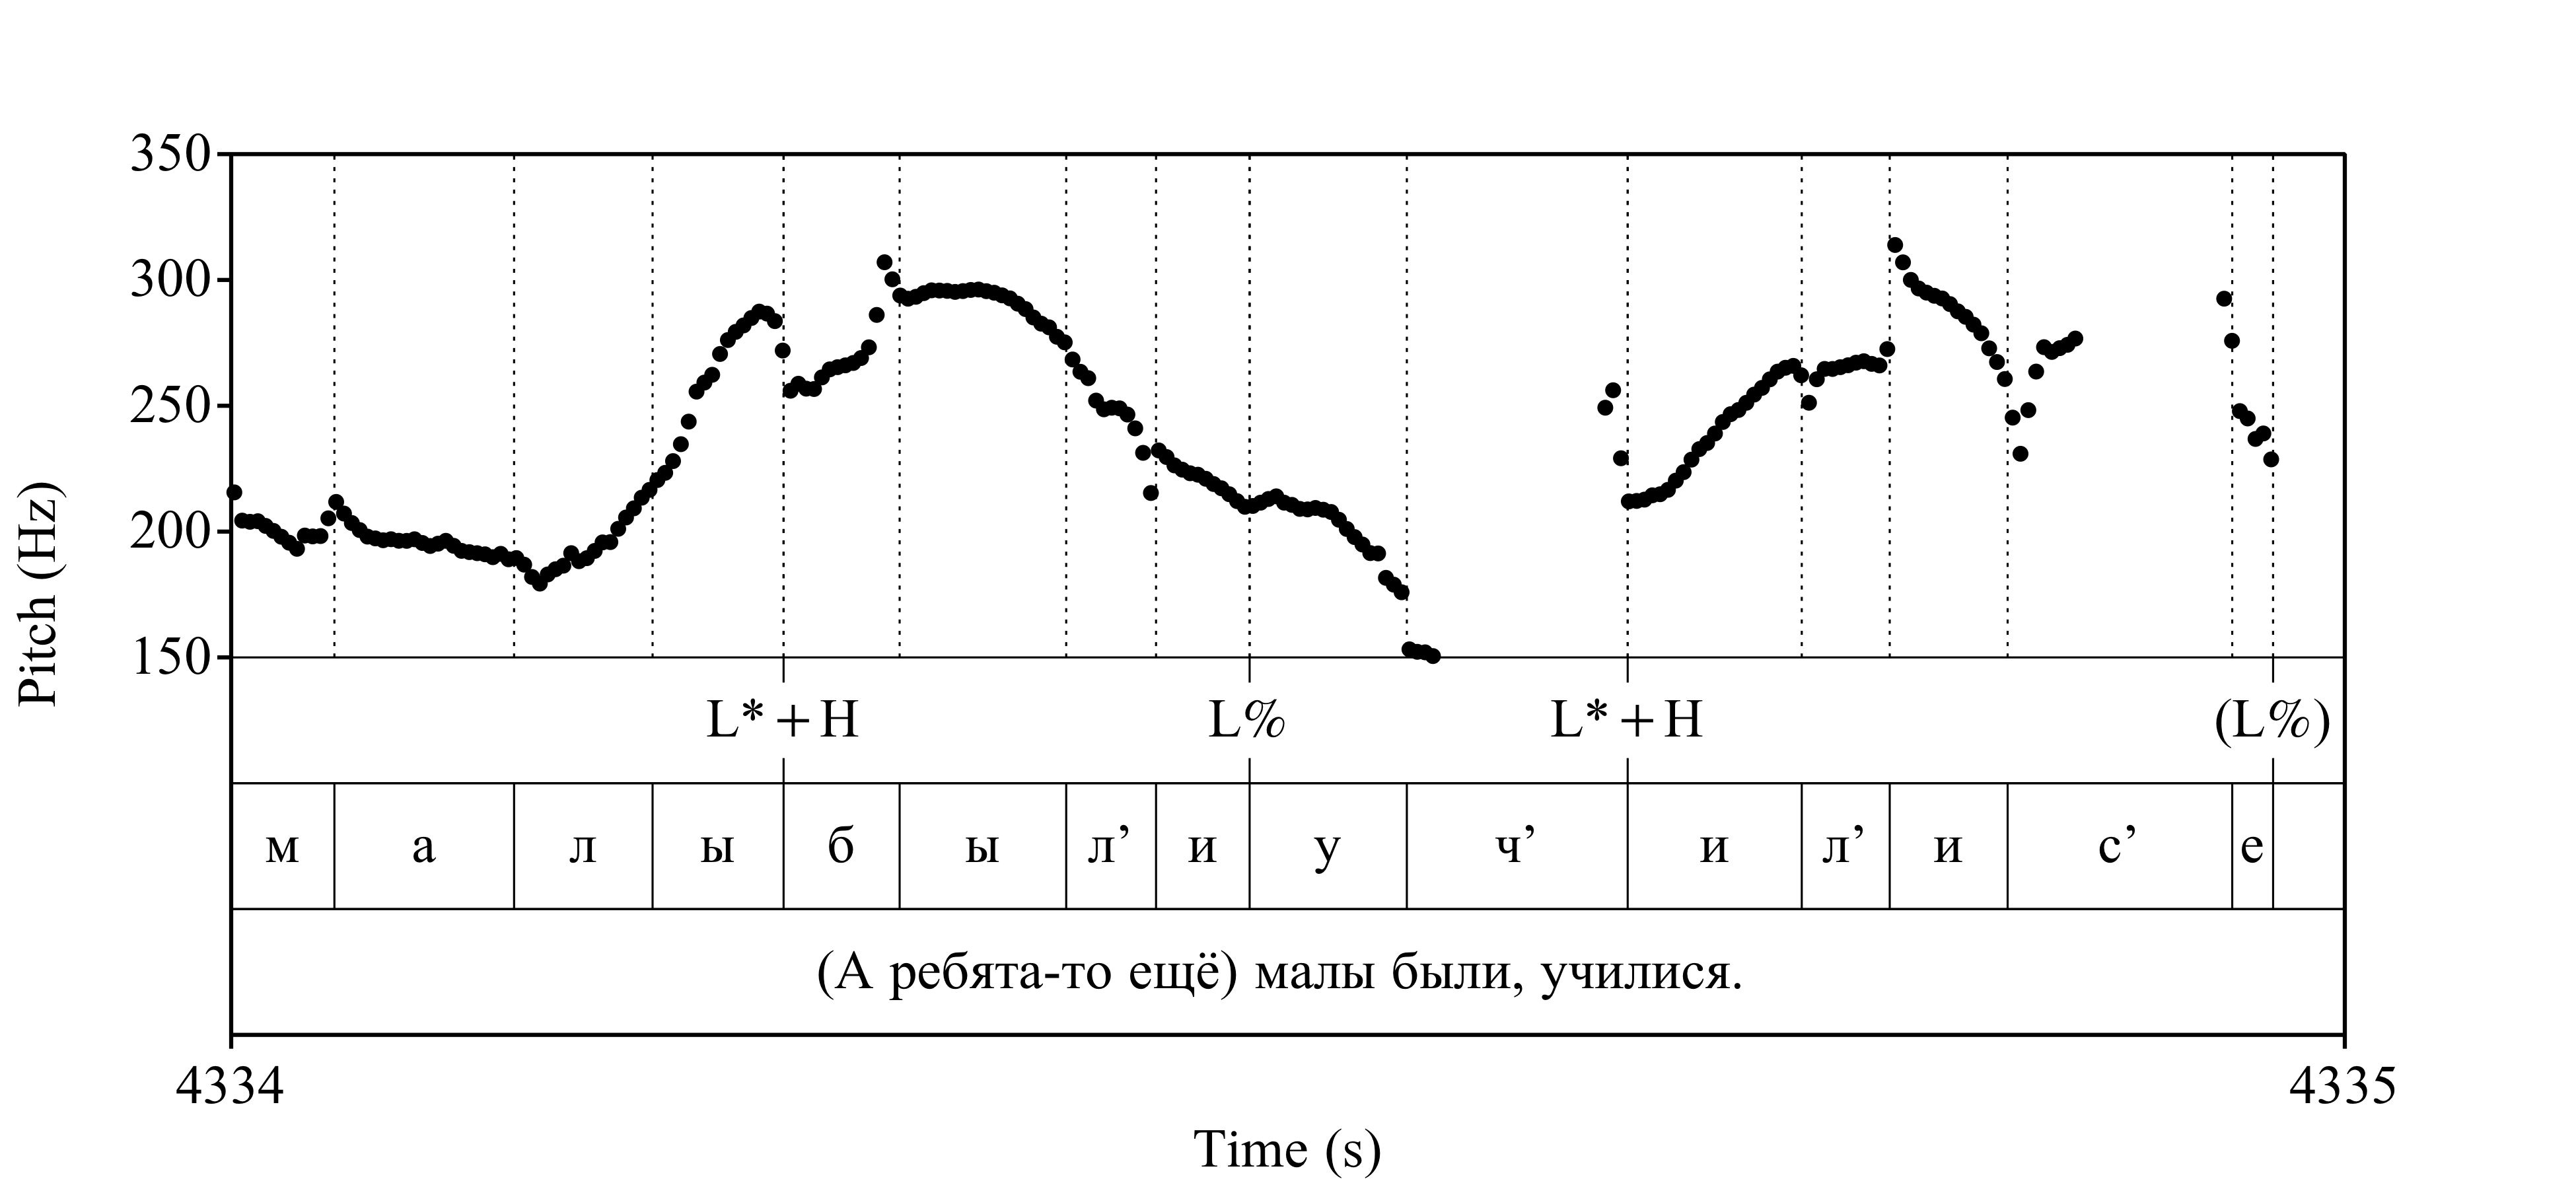 350
300
250
200
150
Pitch (Hz)
L*+H L% L*+H (L%)
м а л ы б ы л’ и у ч’ и л’ и с’ е
(А ребята-то ещё) малы были, училися.
4334 4335
Time (s)